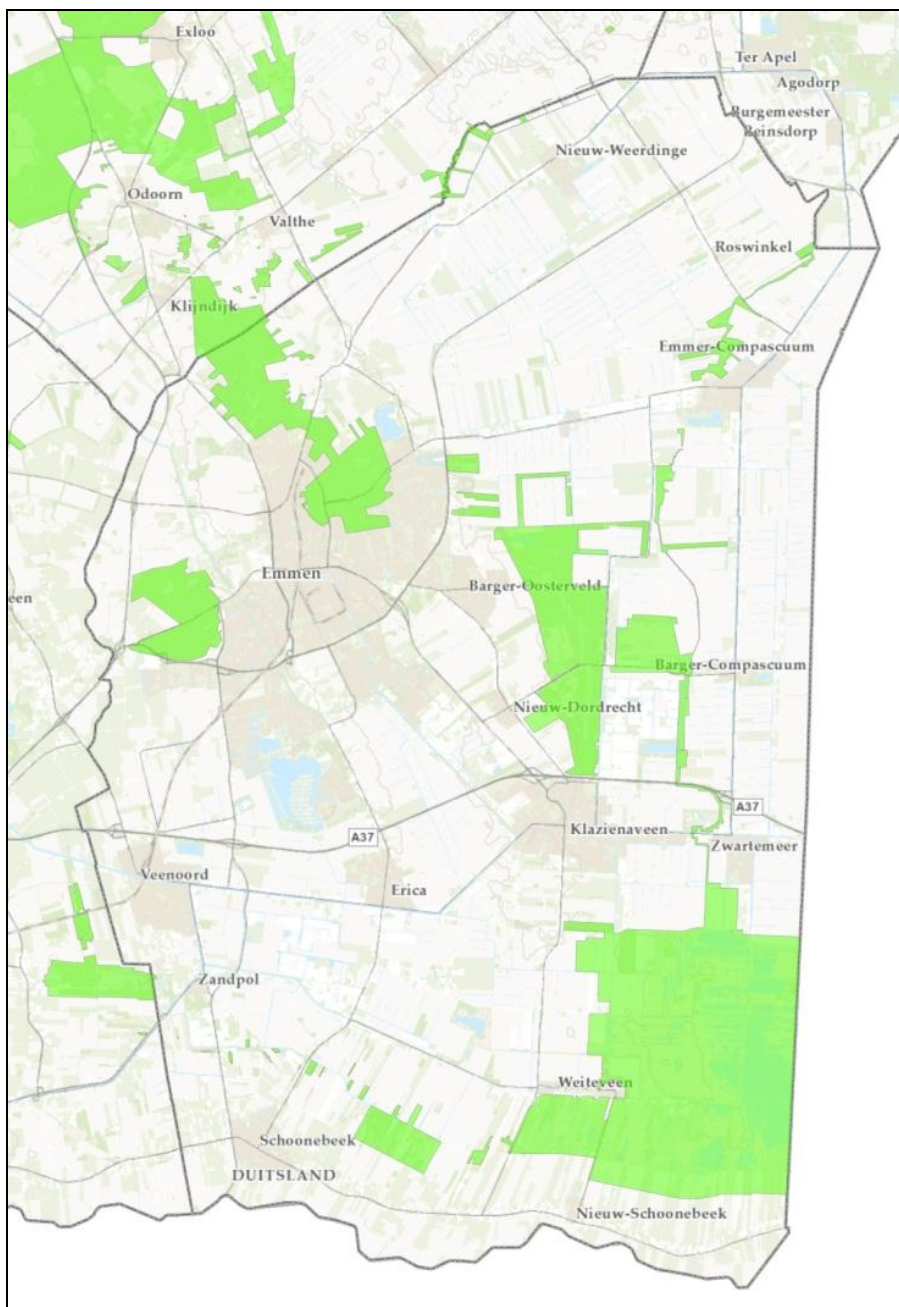 Exloo
Ter Apel
Agodorp
Burgemeester
Beinsdorp
Nieuw-Weerdinge
Odoorn
Valthe
Roswinkel
Klijndijk
Emmer-Compascuum
Emmen
Barger-Oosterveld
een
Barger-Compascuum
Nieuw-Dordrecht
A37
Klazienaveen
A37
Zwartemeer
Veenoord
Erica
Zandpol
Weiteveen
Schoonebeek
DUITSLAND
Nieuw-Schoonebeek